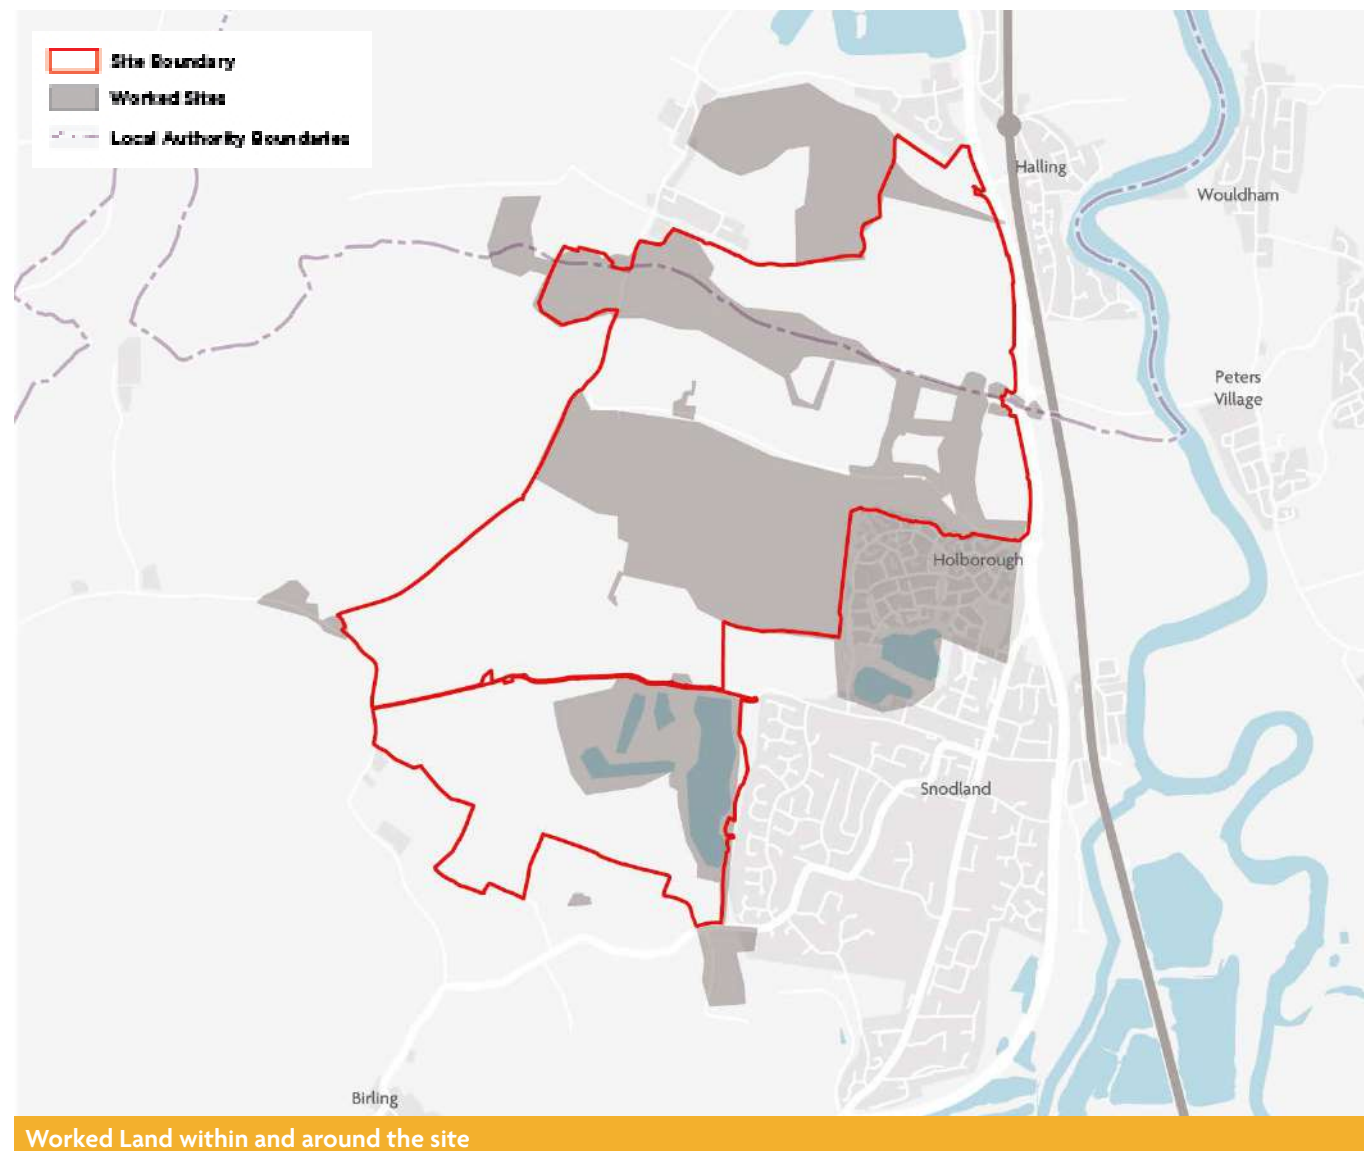 Site Boundary
Worked Sites
Local Authority Boundaries
Halling
Wouldham
Peters
Village
Holborough
Snodland
Birling
Worked Land within and around the site